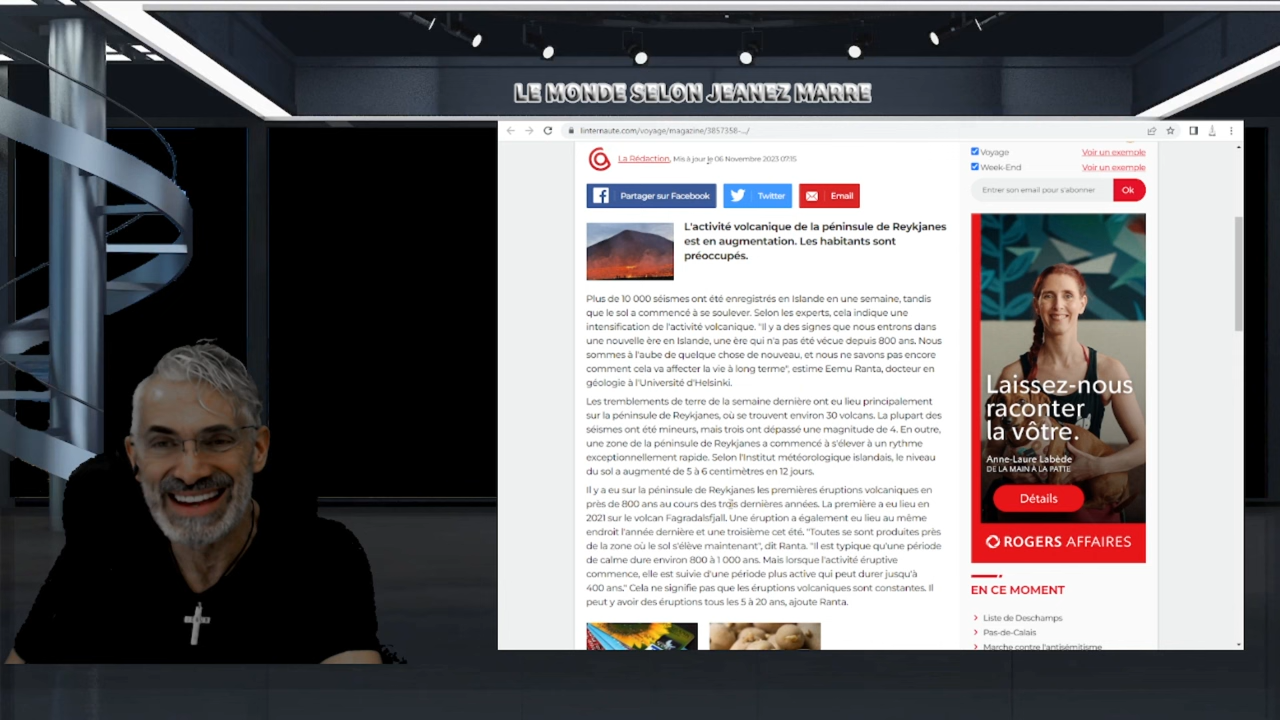 LE MONDE SELON JEANEZ MARRE
linternaute.com/voyage/magazine/3857358-.../
La Rédaction, Mis à jour le 06 Novembre 2023 07:15
Partager sur Facebook
Twitter
Email
L'activité volcanique de la péninsule de Reykjanes
est en augmentation. Les habitants sont
préoccupés.
Plus de 10 000 séismes ont été enregistrés en Islande en une semaine, tandis
que le sol a commencé à se soulever. Selon les experts, cela indique une
intensification de l'activité volcanique. "Il y a des signes que nous entrons dans
une nouvelle ère en Islande, une ère qui n'a pas été vécue depuis 800 ans. Nous
sommes à l'aube de quelque chose de nouveau, et nous ne savons pas encore
comment cela va affecter la vie à long terme", estime Eemu Ranta, docteur en
géologie à l'Université d'Helsinki.
Les tremblements de terre de la semaine dernière ont eu lieu principalement
sur la péninsule de Reykjanes, où se trouvent environ 30 volcans. La plupart des
séismes ont été mineurs, mais trois ont dépassé une magnitude de 4. En outre,
une zone de la péninsule de Reykjanes a commencé à s'élever à un rythme
exceptionnellement rapide. Selon l'Institut météorologique islandais, le niveau
du sol a augmenté de 5 à 6 centimètres en 12 jours.
Il y a eu sur la péninsule de Reykjanes les premières éruptions volcaniques en
près de 800 ans au cours des trois dernières années. La première a eu lieu en
2021 sur le volcan Fagradalsfjall. Une éruption a également eu lieu au même
endroit l'année dernière et une troisième cet été. "Toutes se sont produites près
de la zone où le sol s'élève maintenant", dit Ranta. "Il est typique qu'une période
de calme dure environ 800 à 1 000 ans. Mais lorsque l'activité éruptive
commence, elle est suivie d'une période plus active qui peut durer jusqu'à
400 ans." Cela ne signifie pas que les éruptions volcaniques sont constantes. Il
peut y avoir des éruptions tous les 5 à 20 ans, ajoute Ranta.
Voyage Voir un exemple
Week-End Voir un exemple
Entrer son email pour s'abonner Ok
Laissez-nous
raconter
la vôtre.
Anne-Laure Labède
DE LA MAIN À LA PATTE
Détails
ROGERS AFFAIRES
EN CE MOMENT
Liste de Deschamps
Pas-de-Calais
Marche contre l'antisémitisme